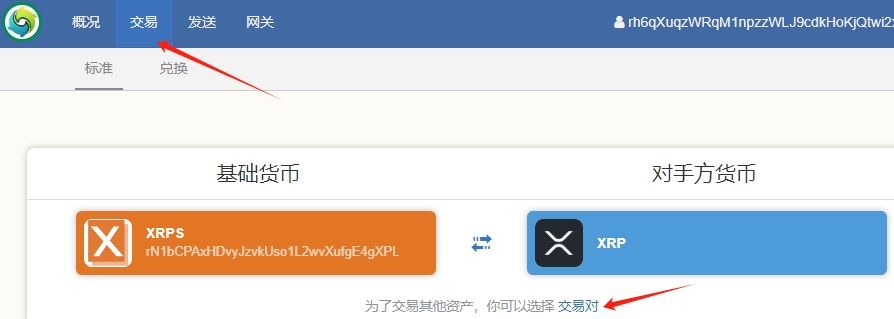 概况 交易 发送 网关 rh6qXuqzWRqM1npzzWLJ9cdkHoKjQtwi2
标准 兑换
基础货币 对手方货币
XRPS
rN1bCPAxHDvyJzvkUso1L2wvXufgE4gXPL
XRP
为了交易其他资产，你可以选择 交易对